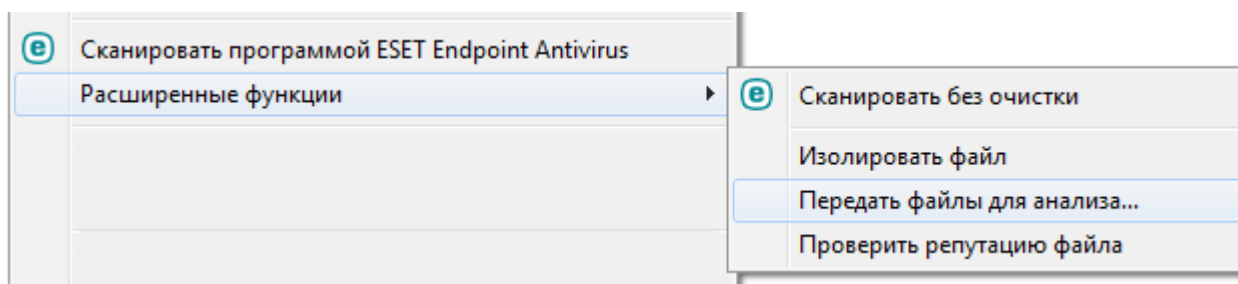 Сканировать программой ESET Endpoint Antivirus
Расширенные функции
Сканировать без очистки
Изолировать файл
Передать файлы для анализа...
Проверить репутацию файла